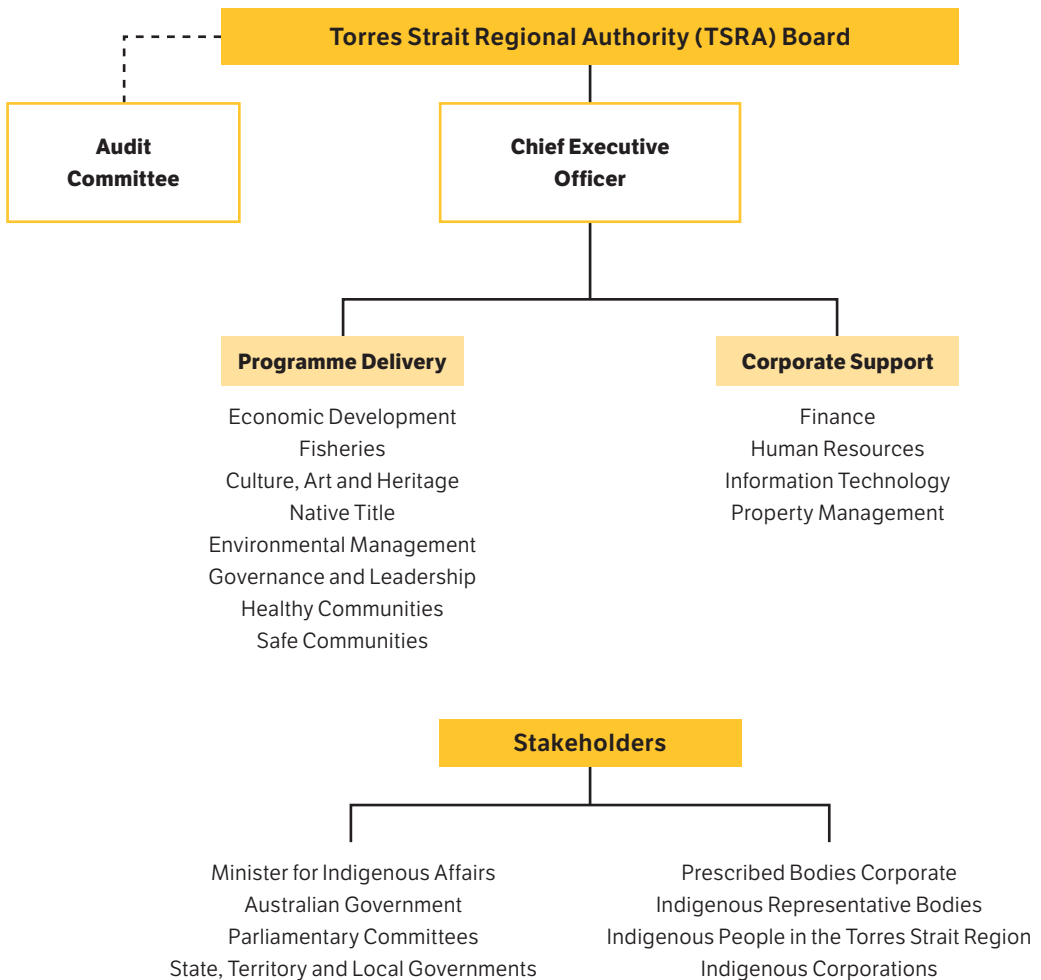 Torres Strait Regional Authority (TSRA) Board
Audit
Committee
Chief Executive
Officer
Programme Delivery
Economic Development
Fisheries
Culture, Art and Heritage
Native Title
Environmental Management
Governance and Leadership
Healthy Communities
Safe Communities
Corporate Support
Finance
Human Resources
Information Technology
Property Management
Stakeholders
Minister for Indigenous Affairs
Australian Government
Parliamentary Committees
State, Territory and Local Governments
Prescribed Bodies Corporate
Indigenous Representative Bodies
Indigenous People in the Torres Strait Region
Indigenous Corporations